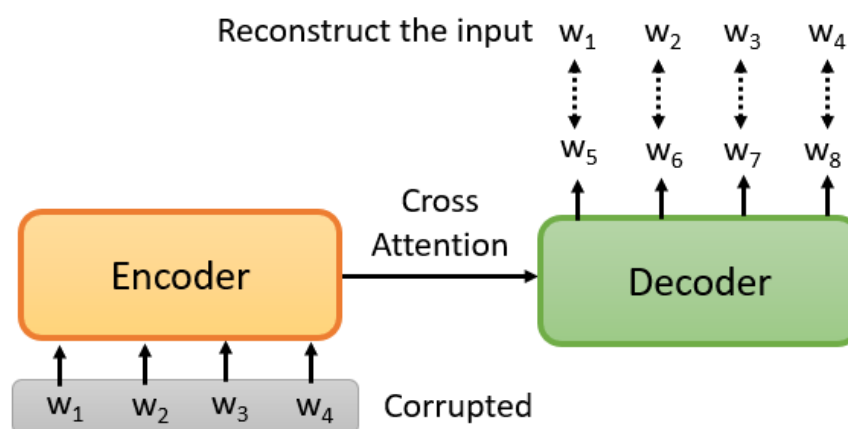 Reconstruct the input w₁ w₂ w₃ w₄
w₅ w₆ w₇ w₈
Cross
Attention
Encoder
Decoder
w₁ w₂ w₃ w₄ Corrupted